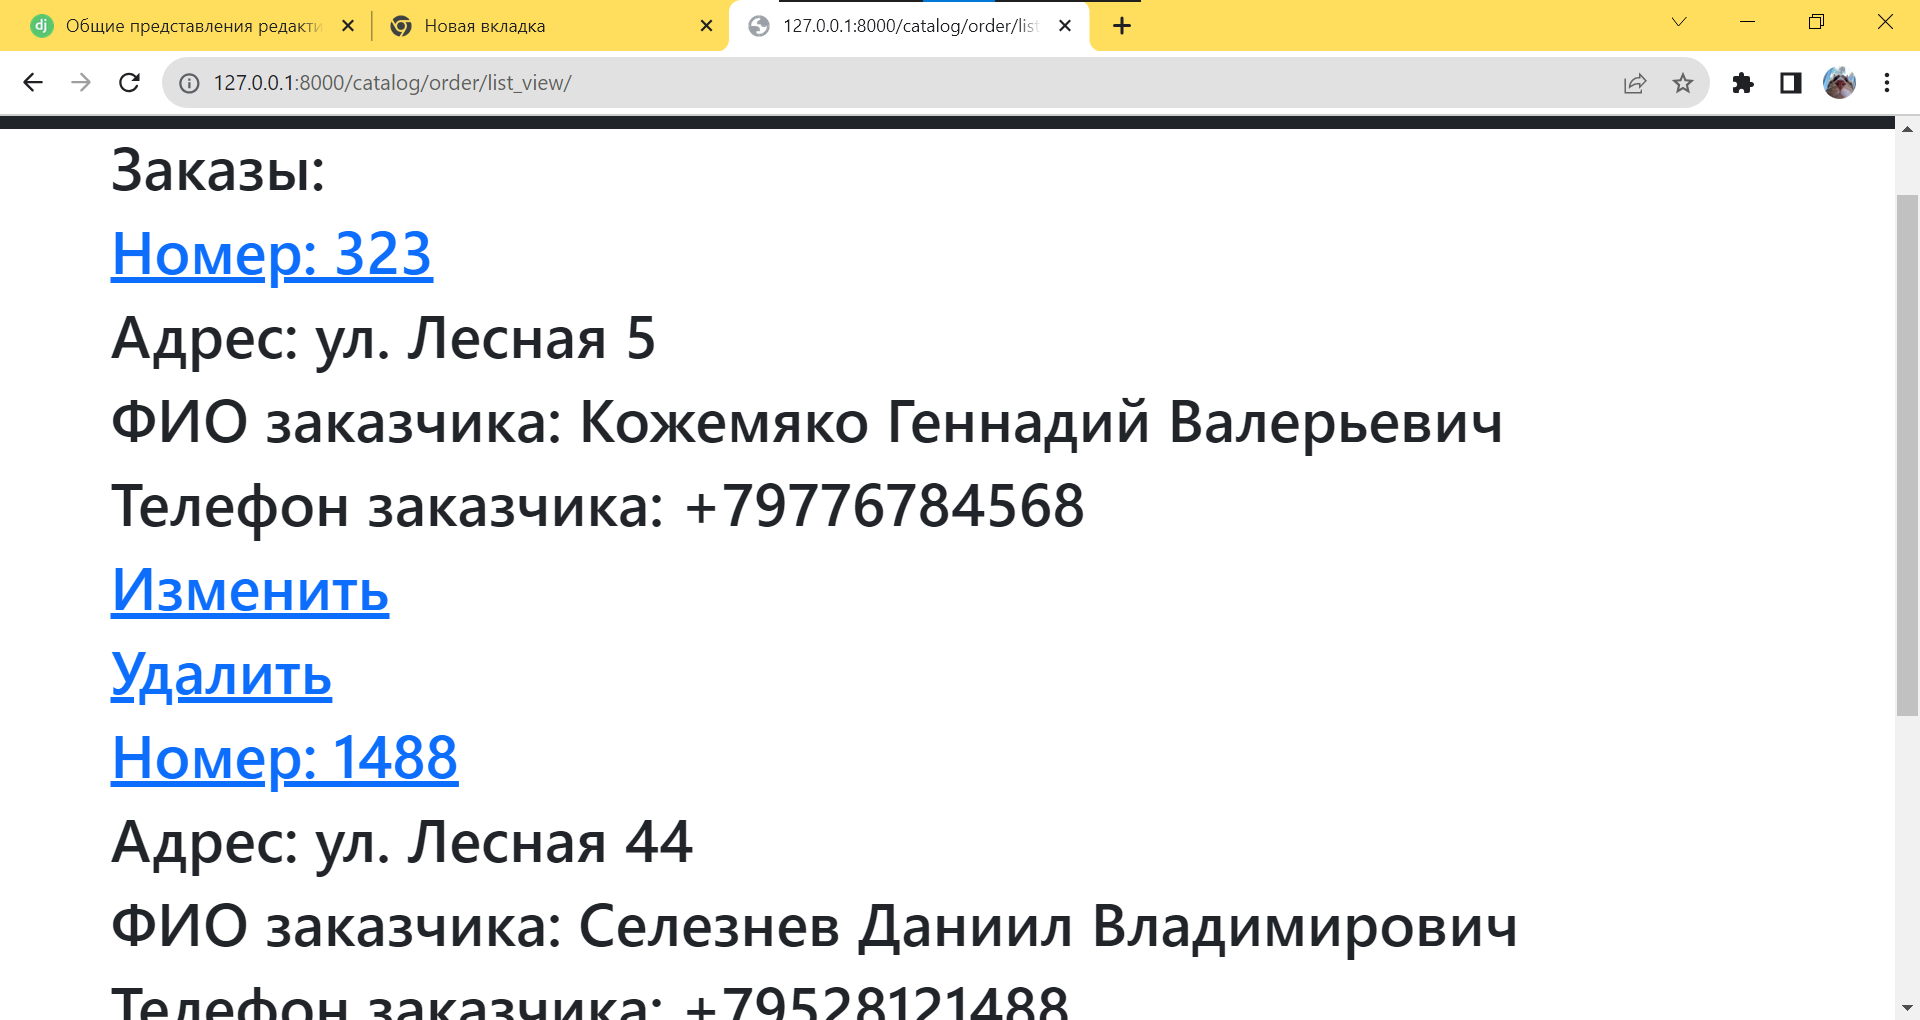 Общие представления редакти
Новая вкладка
127.0.0.1:8000/catalog/order/list
127.0.0.1:8000/catalog/order/list_view/
Заказы:
Номер: 323
Адрес: ул. Лесная 5
ФИО заказчика: Кожемяко Геннадий Валерьевич
Телефон заказчика: +79776784568
Изменить
Удалить
Номер: 1488
Адрес: ул. Лесная 44
ФИО заказчика: Селезнев Даниил Владимирович
Телефон заказчика: +79528121488